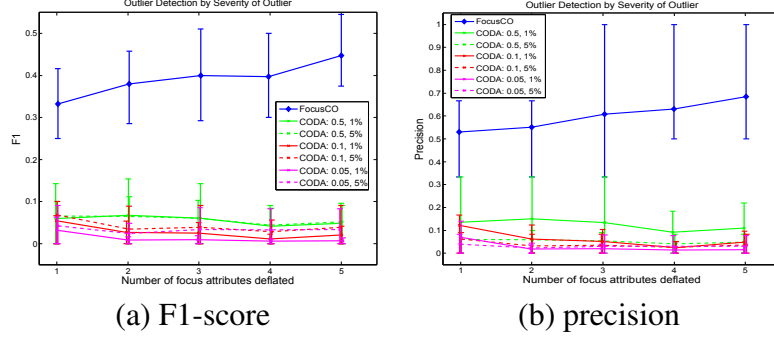 Outlier Detection by Severity of Outlier
0.5
0.4
0.3
0.2
0.1
0
F1
FocusCO
CODA: 0.5, 1%
CODA: 0.5, 5%
CODA: 0.1, 1%
CODA: 0.1, 5%
CODA: 0.05, 1%
CODA: 0.05, 5%
1 2 3 4 5
Number of focus attributes deflated
(a) F1-score
Outlier Detection by Severity of Outlier
1
0.9
0.8
0.7
0.6
0.5
0.4
0.3
0.2
0.1
0
Precision
FocusCO
CODA: 0.5, 1%
CODA: 0.5, 5%
CODA: 0.1, 1%
CODA: 0.1, 5%
CODA: 0.05, 1%
CODA: 0.05, 5%
1 2 3 4 5
Number of focus attributes deflated
(b) precision